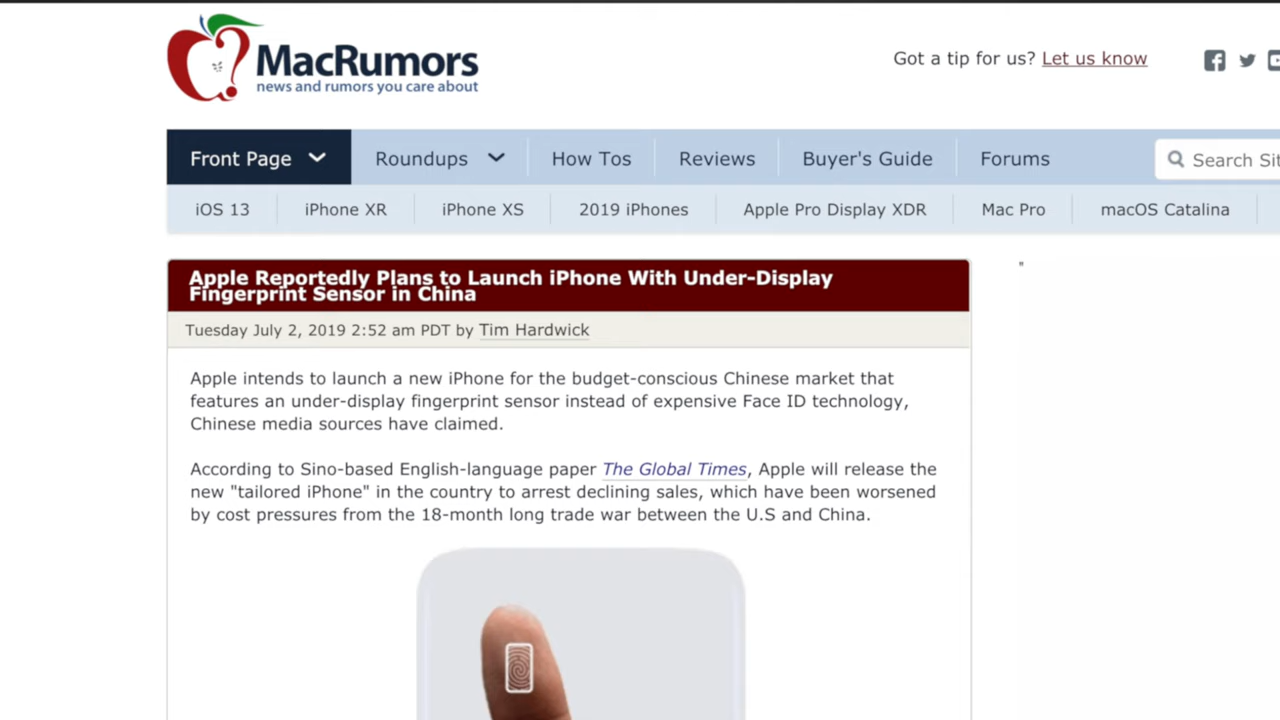 MacRumors
news and rumors you care about
Got a tip for us? Let us know
Front Page
Roundups
How Tos
Reviews
Buyer's Guide
Forums
Search Sit
iOS 13
iPhone XR
iPhone XS
2019 iPhones
Apple Pro Display XDR
Mac Pro
macOS Catalina
Apple Reportedly Plans to Launch iPhone With Under-Display
Fingerprint Sensor in China
"
Tuesday July 2, 2019 2:52 am PDT by Tim Hardwick
Apple intends to launch a new iPhone for the budget-conscious Chinese market that
features an under-display fingerprint sensor instead of expensive Face ID technology,
Chinese media sources have claimed.
According to Sino-based English-language paper The Global Times, Apple will release the
new "tailored iPhone" in the country to arrest declining sales, which have been worsened
by cost pressures from the 18-month long trade war between the U.S and China.